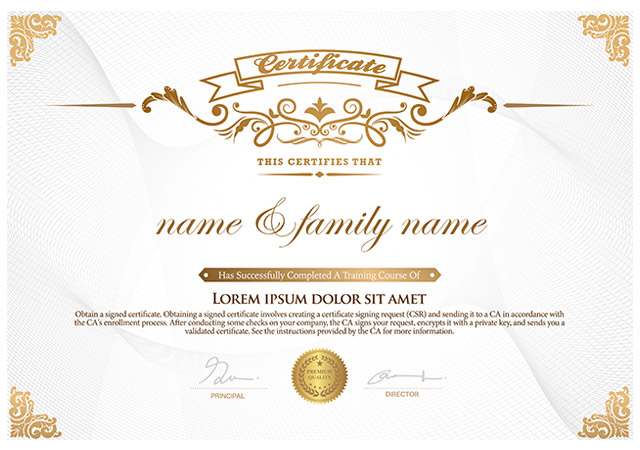 Certificate
THIS CERTIFIES THAT
name & family name
Has Successfully Completed A Training Course Of
LOREM IPSUM DOLOR SIT AMET
Obtain a signed certificate. Obtaining a signed certificate involves creating a certificate signing request (CSR) and sending it to a CA in accordance with
the CA's enrollment process. After conducting some checks on your company, the CA signs your request, encrypts it with a private key, and sends you a
validated certificate. See the instructions provided by the CA for more information.
PREMIUM
QUALITY
PRINCIPAL
DIRECTOR